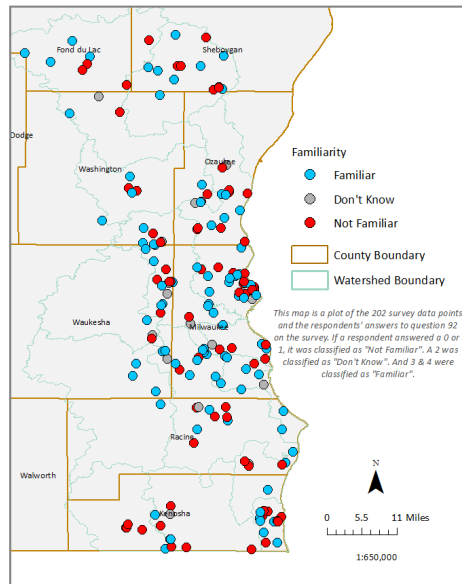 Fond du Lac
Sheboygan
Dodge
Washington
Ozaukee
Waukesha
Milwaukee
Racine
Walworth
Kenosha
Familiarity
Familiar
Don't Know
Not Familiar
County Boundary
Watershed Boundary
This map is a plot of the 202 survey data points
and the respondents' answers to question 92
on the survey. If a respondent answered a 0 or
1, it was classified as "Not Familiar". A 2 was
classified as "Don't Know". And 3 & 4 were
classified as "Familiar".
N
0 5.5 11 Miles
1:650,000